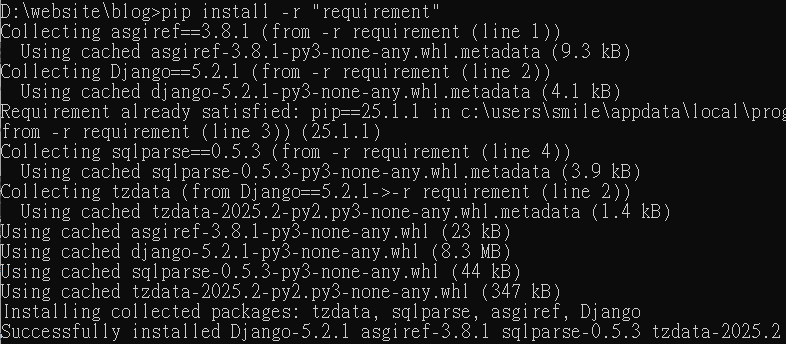 D:\website\blog>pip install -r "requirement"
Collecting asgiref==3.8.1 (from -r requirement (line 1))
  Using cached asgiref-3.8.1-py3-none-any.whl.metadata (9.3 kB)
Collecting Django==5.2.1 (from -r requirement (line 2))
  Using cached django-5.2.1-py3-none-any.whl.metadata (4.1 kB)
Requirement already satisfied: pip==25.1.1 in c:\users\smile\appdata\local\prog
from -r requirement (line 3)) (25.1.1)
Collecting sqlparse==0.5.3 (from -r requirement (line 4))
  Using cached sqlparse-0.5.3-py3-none-any.whl.metadata (3.9 kB)
Collecting tzdata (from Django==5.2.1->-r requirement (line 2))
  Using cached tzdata-2025.2-py2.py3-none-any.whl.metadata (1.4 kB)
Using cached asgiref-3.8.1-py3-none-any.whl (23 kB)
Using cached django-5.2.1-py3-none-any.whl (8.3 MB)
Using cached sqlparse-0.5.3-py3-none-any.whl (44 kB)
Using cached tzdata-2025.2-py2.py3-none-any.whl (347 kB)
Installing collected packages: tzdata, sqlparse, asgiref, Django
Successfully installed Django-5.2.1 asgiref-3.8.1 sqlparse-0.5.3 tzdata-2025.2